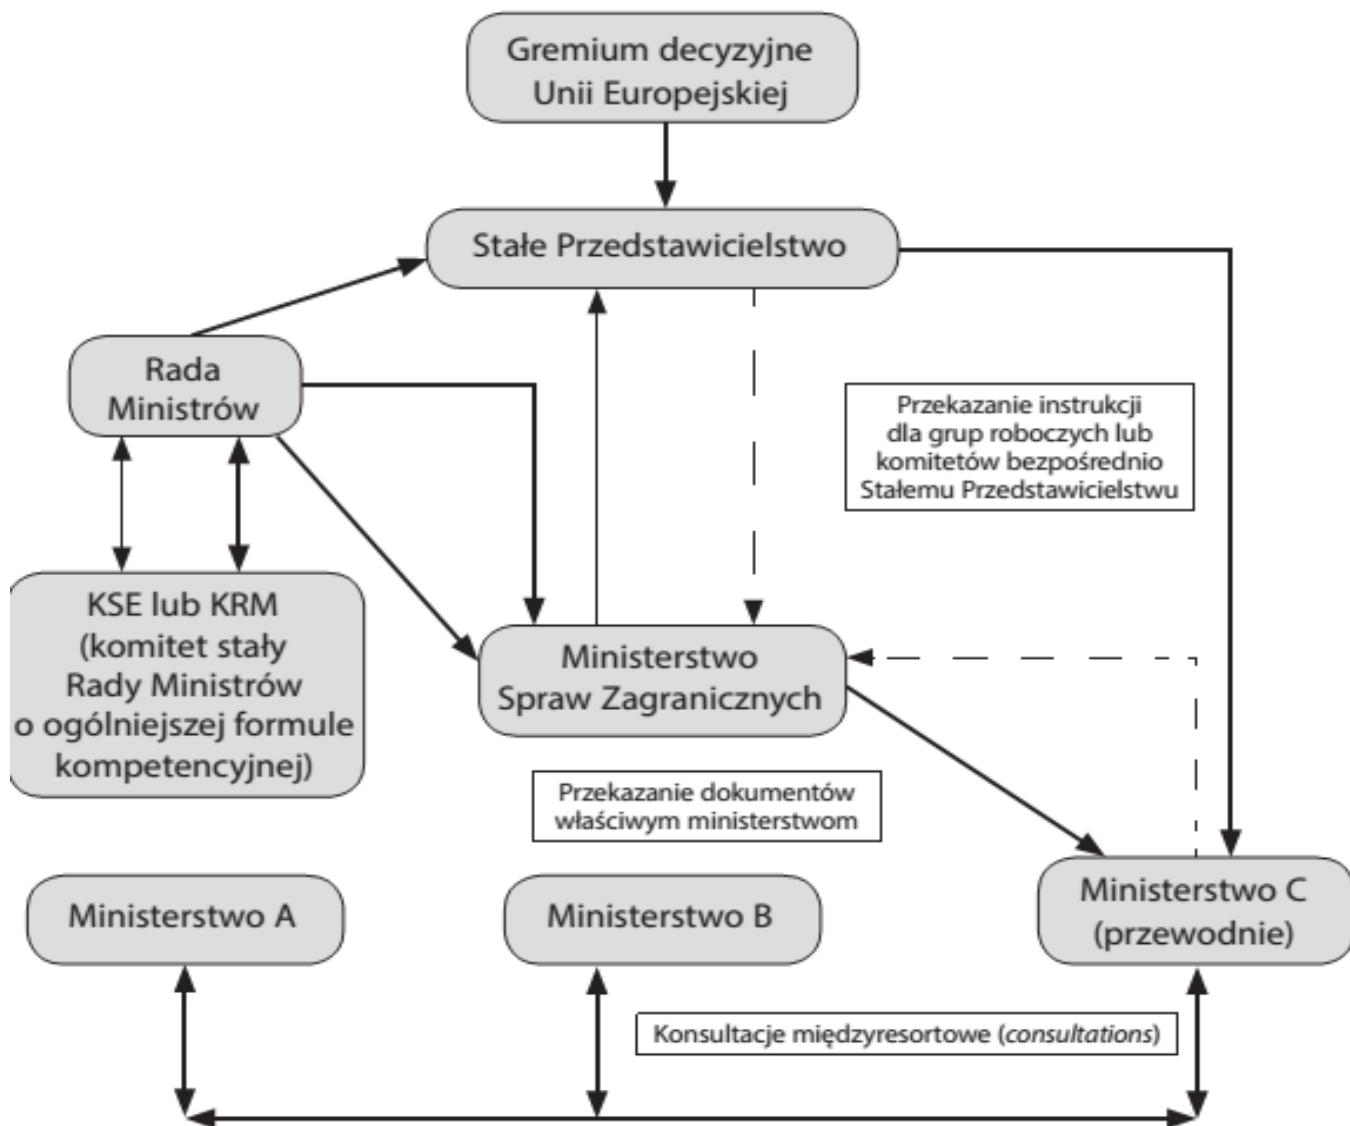 Gremium decyzyjne
Unii Europejskiej
Stałe Przedstawicielstwo
Rada
Ministrów
Przekazanie instrukcji
dla grup roboczych lub
komitetów bezpośrednio
Stałemu Przedstawicielstwu
KSE lub KRM
(komitet stały
Rady Ministrów
o ogólniejszej formule
kompetencyjnej)
Ministerstwo
Spraw Zagranicznych
Przekazanie dokumentów
właściwym ministerstwom
Ministerstwo A
Ministerstwo B
Ministerstwo C
(przewodnie)
Konsultacje międzyresortowe (consultations)